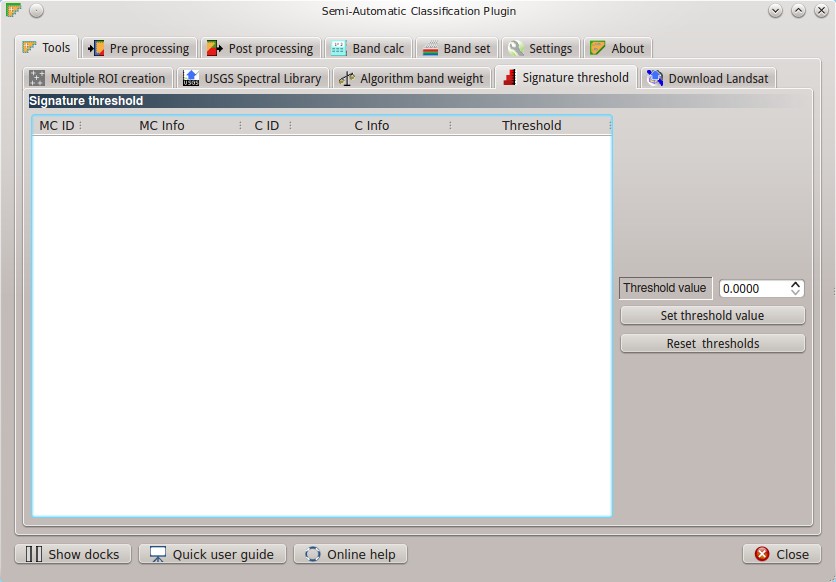 Semi-Automatic Classification Plugin
Tools Pre processing Post processing Band calc Band set Settings About
Multiple ROI creation USGS Spectral Library Algorithm band weight Signature threshold Download Landsat
Signature threshold
MC ID MC Info C ID C Info Threshold
Threshold value 0.0000
Set threshold value
Reset thresholds
Show docks Quick user guide Online help Close